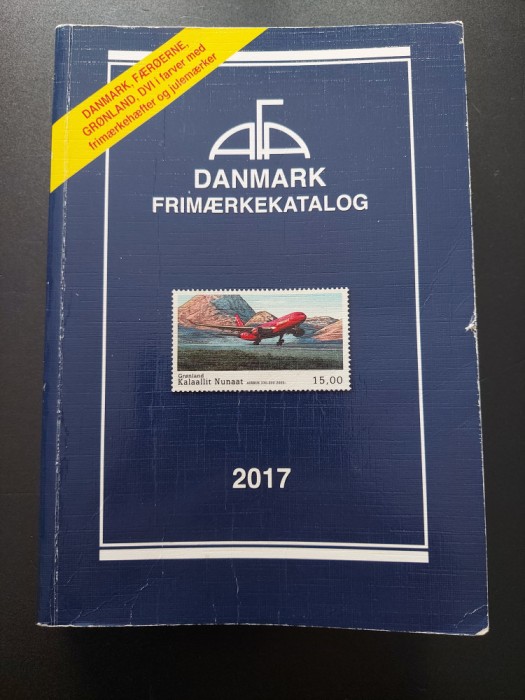 DANMARK, FÆRØERNE,
GRØNLAND, DVI i farver med
frimærkehæfter og julemærker
AFA
DANMARK
FRIMÆRKEKATALOG
Grønland
Kalaallit Nunaat
15,00
2017